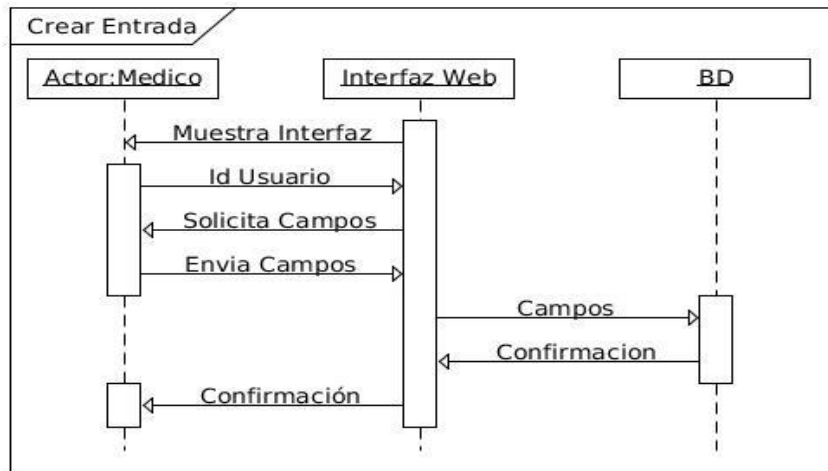 Crear Entrada
Actor:Medico
Interfaz Web
BD
Muestra Interfaz
Id Usuario
Solicita Campos
Envia Campos
Campos
Confirmacion
Confirmación